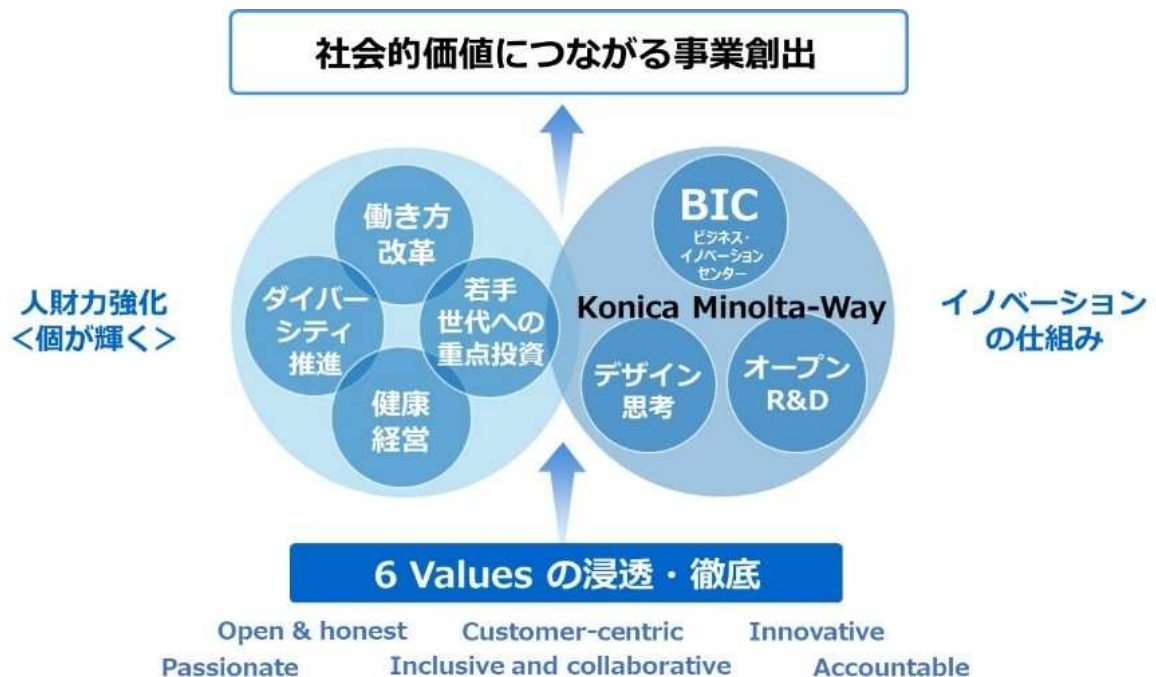 社会的価値につながる事業創出
人財力強化
<個が輝く>
働き方
改革
ダイバー
シティ
推進
若手
世代への
重点投資
健康
経営
BIC
ビジネス・
イノベーション
センター
Konica Minolta-Way
デザイン
思考
オープン
R&D
イノベーション
の仕組み
6 Values の浸透・徹底
Open & honest Customer-centric Innovative
Passionate Inclusive and collaborative Accountable